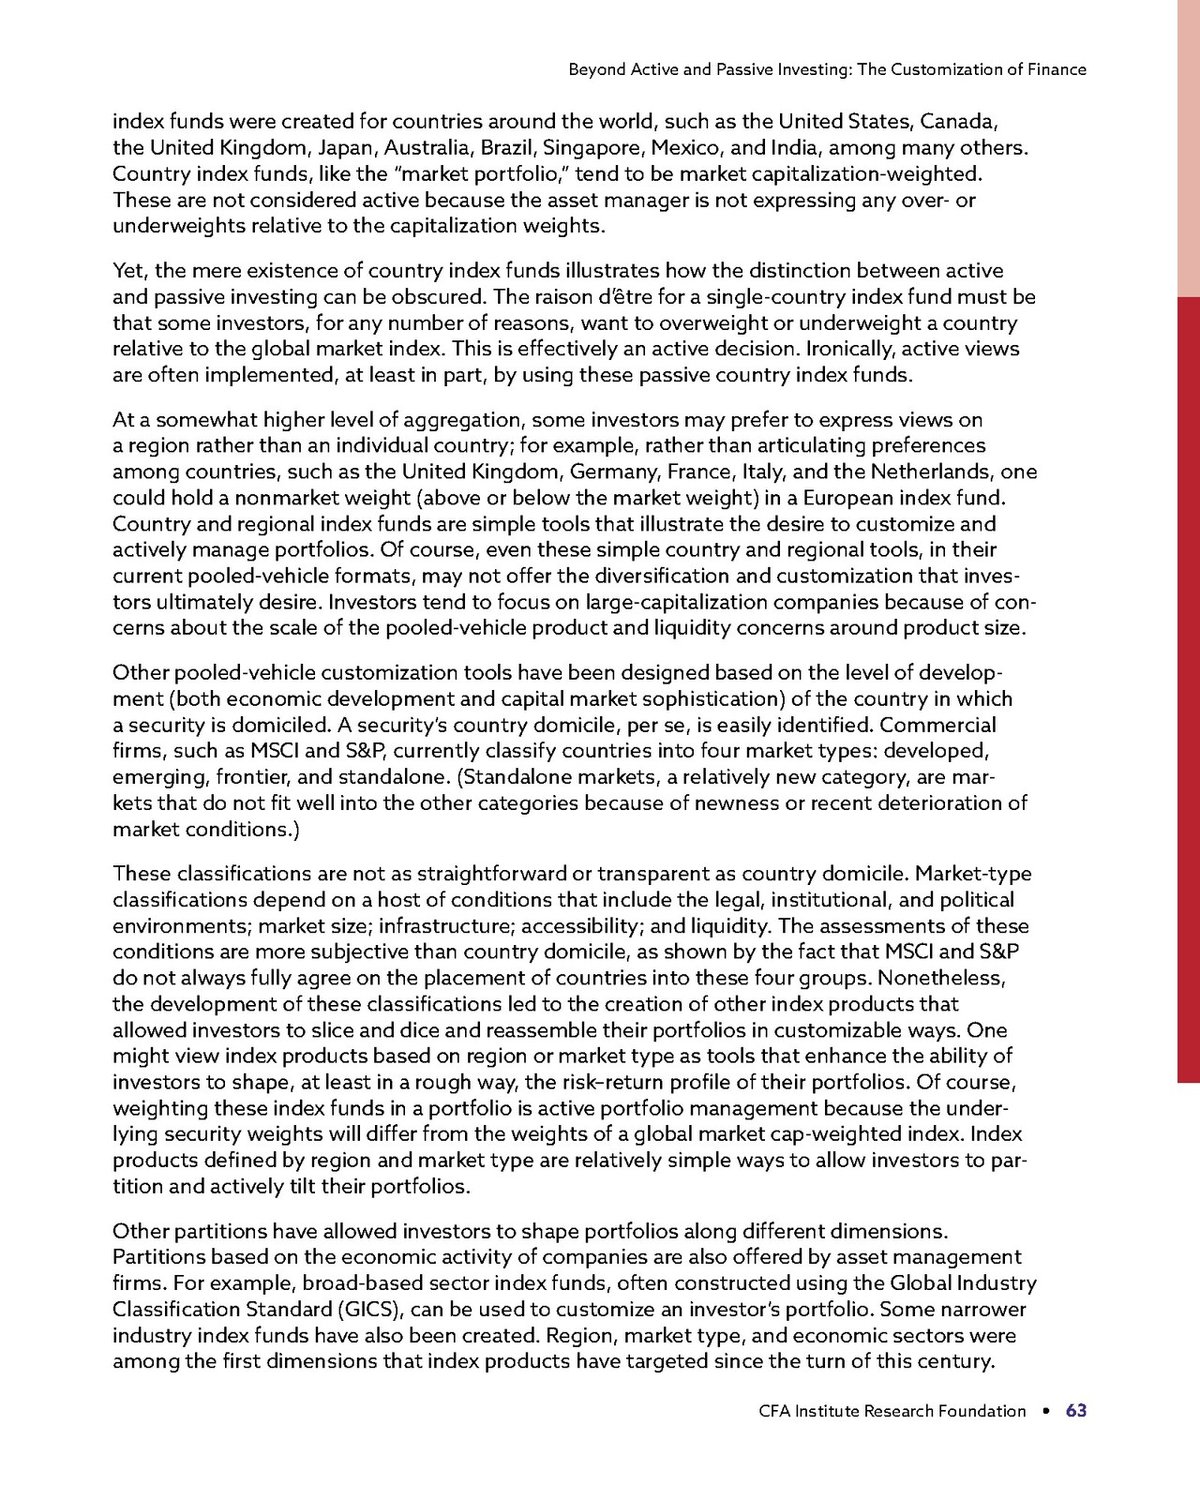 Beyond Active and Passive Investing: The Customization of Finance
index funds were created for countries around the world, such as the United States, Canada,
the United Kingdom, Japan, Australia, Brazil, Singapore, Mexico, and India, among many others.
Country index funds, like the “market portfolio,” tend to be market capitalization-weighted.
These are not considered active because the asset manager is not expressing any over- or
underweights relative to the capitalization weights.
Yet, the mere existence of country index funds illustrates how the distinction between active
and passive investing can be obscured. The raison d’être for a single-country index fund must be
that some investors, for any number of reasons, want to overweight or underweight a country
relative to the global market index. This is effectively an active decision. Ironically, active views
are often implemented, at least in part, by using these passive country index funds.
At a somewhat higher level of aggregation, some investors may prefer to express views on
a region rather than an individual country; for example, rather than articulating preferences
among countries, such as the United Kingdom, Germany, France, Italy, and the Netherlands, one
could hold a nonmarket weight (above or below the market weight) in a European index fund.
Country and regional index funds are simple tools that illustrate the desire to customize and
actively manage portfolios. Of course, even these simple country and regional tools, in their
current pooled-vehicle formats, may not offer the diversification and customization that inves-
tors ultimately desire. Investors tend to focus on large-capitalization companies because of con-
cerns about the scale of the pooled-vehicle product and liquidity concerns around product size.
Other pooled-vehicle customization tools have been designed based on the level of develop-
ment (both economic development and capital market sophistication) of the country in which
a security is domiciled. A security’s country domicile, per se, is easily identified. Commercial
firms, such as MSCI and S&P, currently classify countries into four market types: developed,
emerging, frontier, and standalone. (Standalone markets, a relatively new category, are mar-
kets that do not fit well into the other categories because of newness or recent deterioration of
market conditions.)
These classifications are not as straightforward or transparent as country domicile. Market-type
classifications depend on a host of conditions that include the legal, institutional, and political
environments; market size; infrastructure; accessibility; and liquidity. The assessments of these
conditions are more subjective than country domicile, as shown by the fact that MSCI and S&P
do not always fully agree on the placement of countries into these four groups. Nonetheless,
the development of these classifications led to the creation of other index products that
allowed investors to slice and dice and reassemble their portfolios in customizable ways. One
might view index products based on region or market type as tools that enhance the ability of
investors to shape, at least in a rough way, the risk–return profile of their portfolios. Of course,
weighting these index funds in a portfolio is active portfolio management because the under-
lying security weights will differ from the weights of a global market cap-weighted index. Index
products defined by region and market type are relatively simple ways to allow investors to par-
tition and actively tilt their portfolios.
Other partitions have allowed investors to shape portfolios along different dimensions.
Partitions based on the economic activity of companies are also offered by asset management
firms. For example, broad-based sector index funds, often constructed using the Global Industry
Classification Standard (GICS), can be used to customize an investor’s portfolio. Some narrower
industry index funds have also been created. Region, market type, and economic sectors were
among the first dimensions that index products have targeted since the turn of this century.
CFA Institute Research Foundation • 63